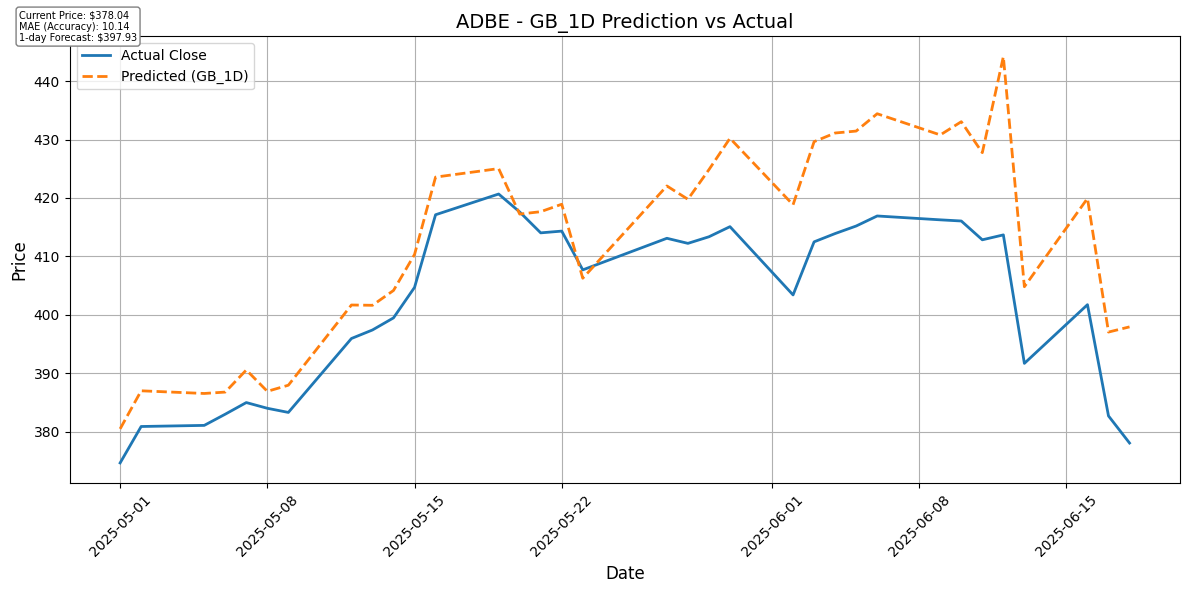 Current Price: $378.04
MAE (Accuracy): 10.14
1-day Forecast: $397.93
ADBE - GB_1D Prediction vs Actual
Actual Close
Predicted (GB_1D)
Price
440
430
420
410
400
390
380
2025-05-01
2025-05-08
2025-05-15
2025-05-22
2025-06-01
2025-06-08
2025-06-15
Date